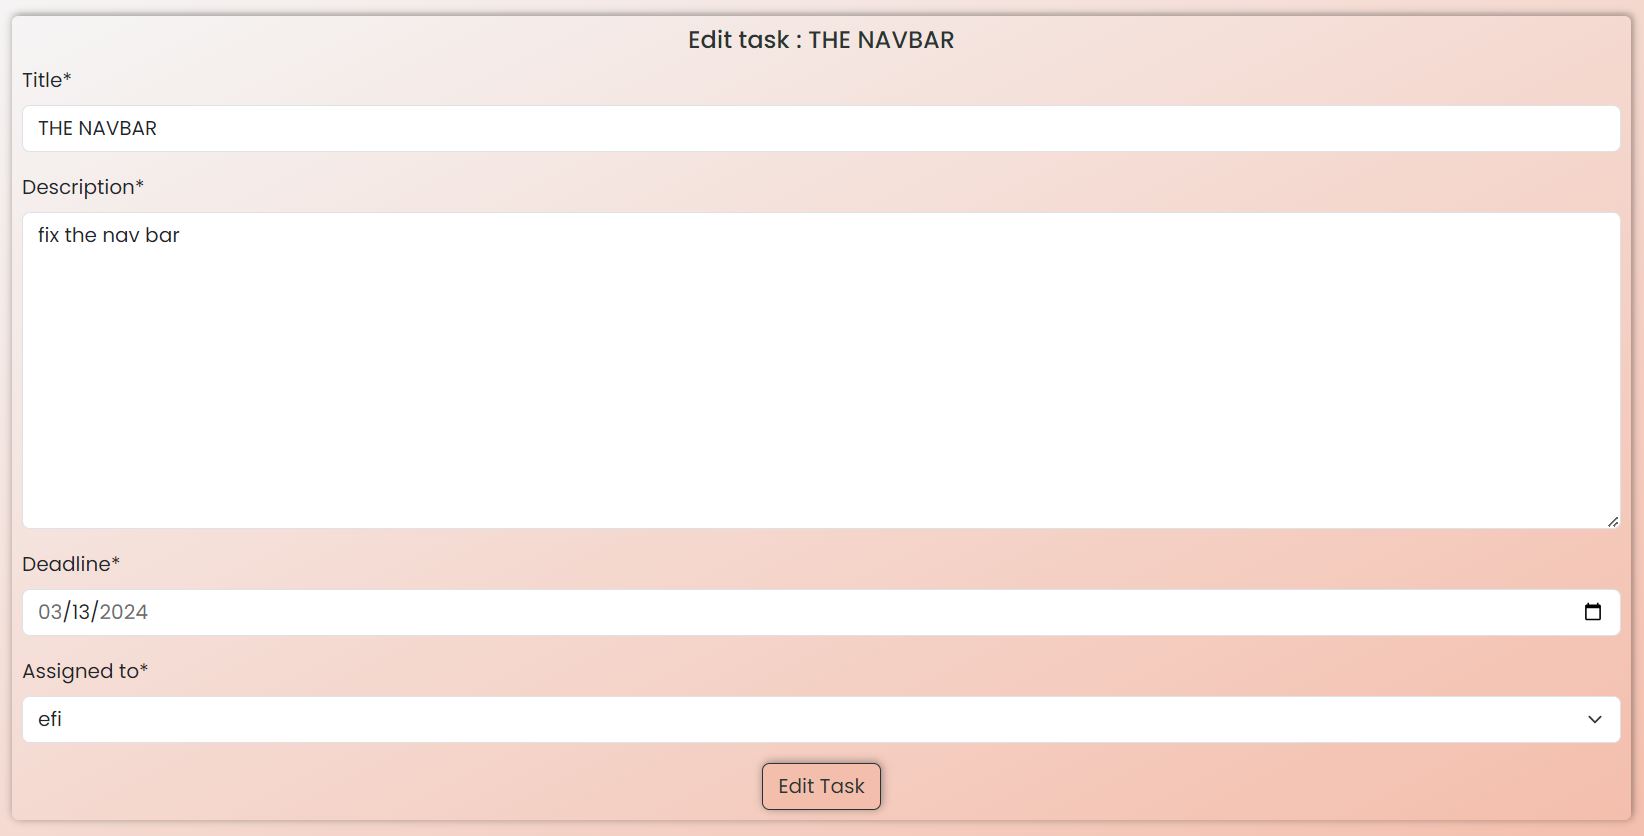 Edit task : THE NAVBAR
Title*
THE NAVBAR
Description*
fix the nav bar
Deadline*
03/13/2024
Assigned to*
efi
Edit Task